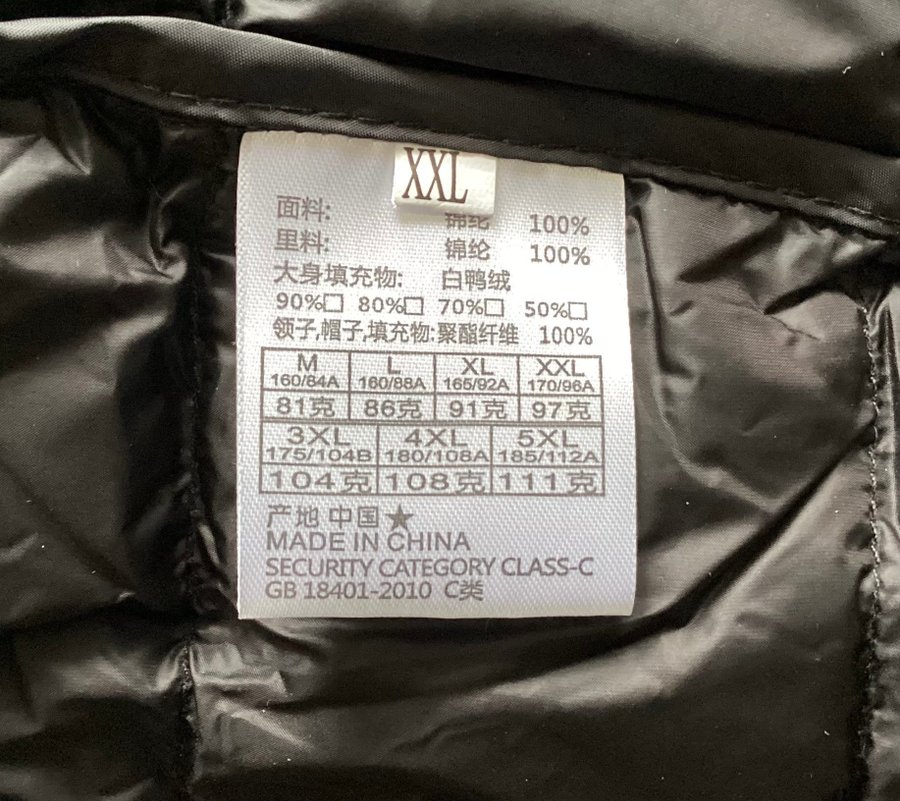 XXL
面料: 锦纶 100%
里料: 锦纶 100%
大身填充物: 白鸭绒
90%□ 80%□ 70%□ 50%□
领子,帽子,填充物:聚酯纤维 100%
M L XL XXL
160/84A 160/88A 165/92A 170/96A
81克 86克 91克 97克
3XL 4XL 5XL
175/104B 180/108A 185/112A
104克 108克 111克
产地 中国★
MADE IN CHINA
SECURITY CATEGORY CLASS-C
GB 18401-2010 C类